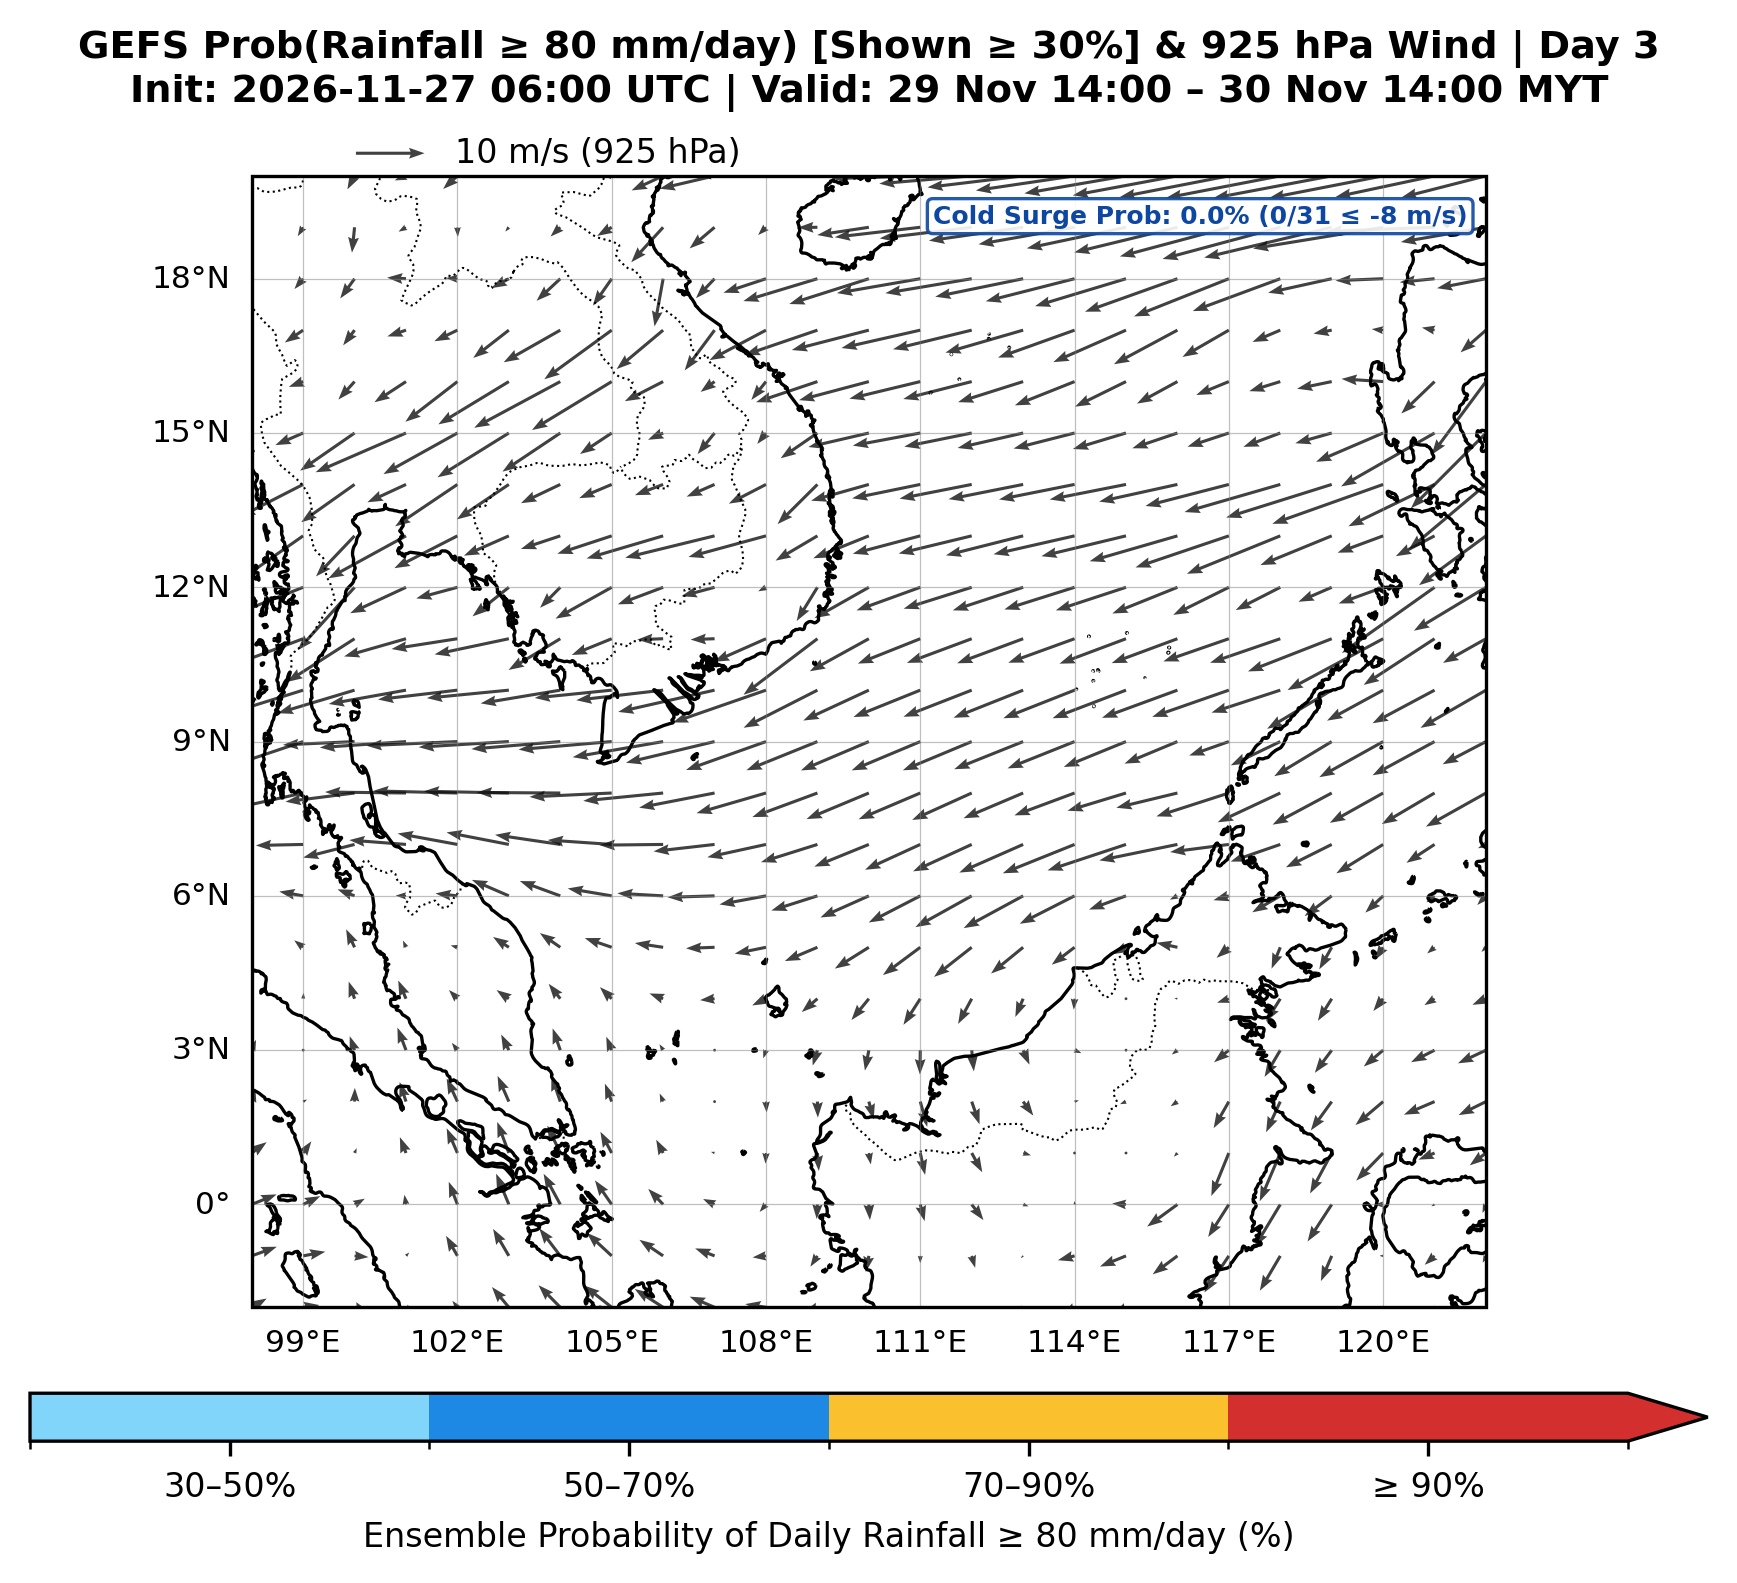 GEFS Prob(Rainfall ≥ 80 mm/day) [Shown ≥ 30%] & 925 hPa Wind | Day 3
Init: 2026-11-27 06:00 UTC | Valid: 29 Nov 14:00 – 30 Nov 14:00 MYT
10 m/s (925 hPa)
Cold Surge Prob: 0.0% (0/31 ≤ -8 m/s)
18°N
15°N
12°N
9°N
6°N
3°N
0°
99°E 102°E 105°E 108°E 111°E 114°E 117°E 120°E
30–50% 50–70% 70–90% ≥ 90%
Ensemble Probability of Daily Rainfall ≥ 80 mm/day (%)